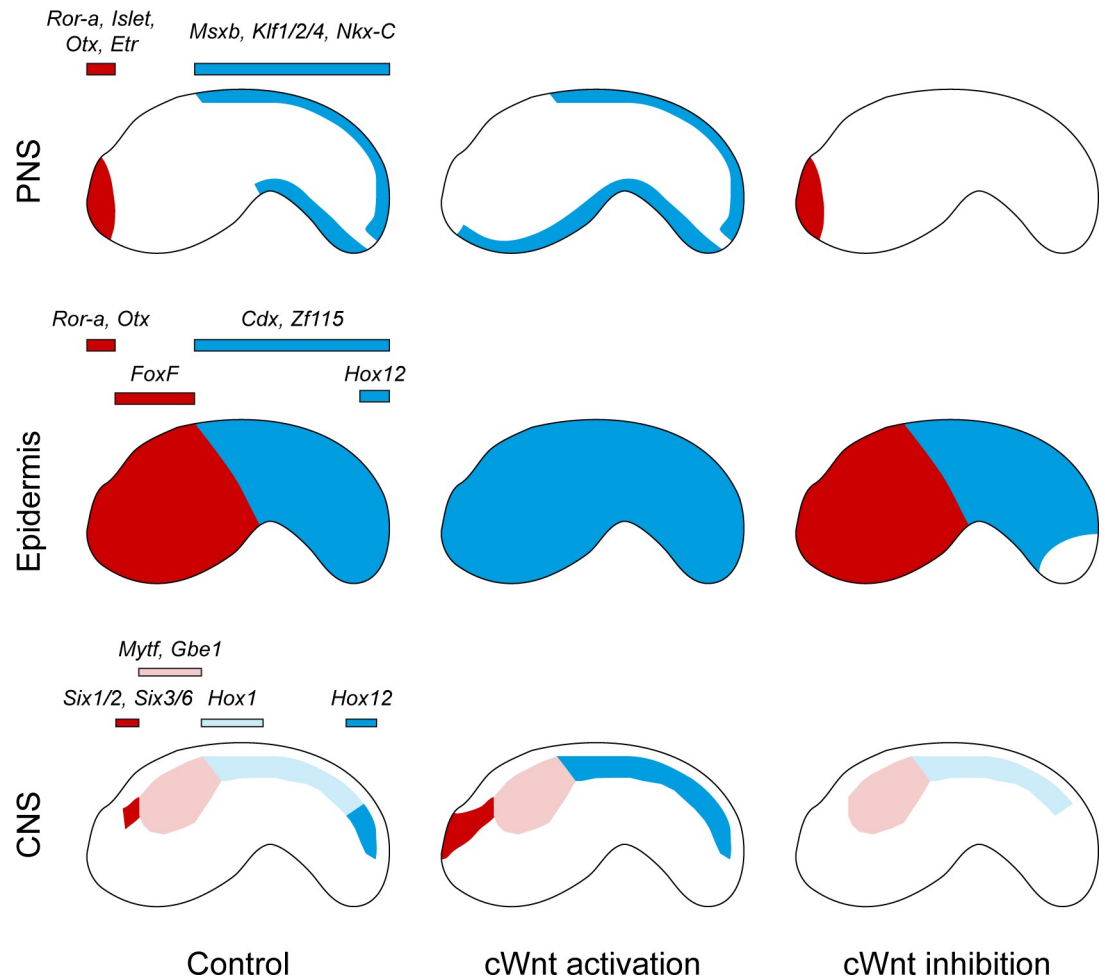 Ror-a, Islet,
Otx, Etr
Msxb, Klf1/2/4, Nkx-C
PNS
Ror-a, Otx
Cdx, Zf115
FoxF
Hox12
Epidermis
Mytf, Gbe1
Six1/2, Six3/6
Hox1
Hox12
CNS
Control
cWnt activation
cWnt inhibition